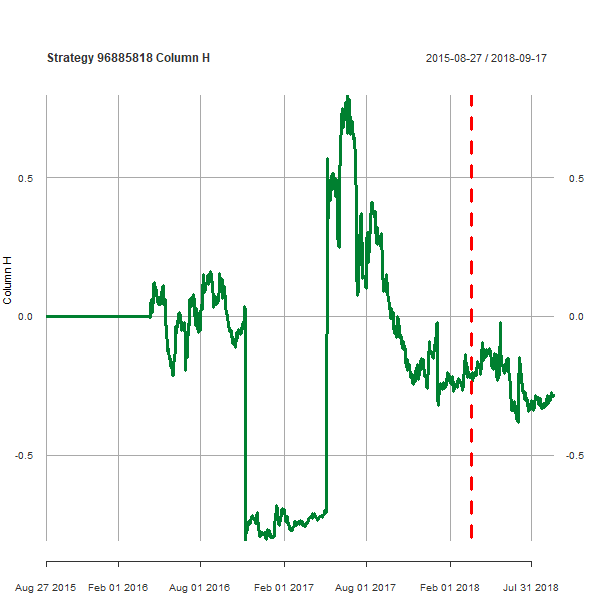 Strategy 96885818 Column H 2015-08-27 / 2018-09-17
0.5 0.5
0.0 0.0
-0.5 -0.5
Column H
Aug 27 2015 Feb 01 2016 Aug 01 2016 Feb 01 2017 Aug 01 2017 Feb 01 2018 Jul 31 2018